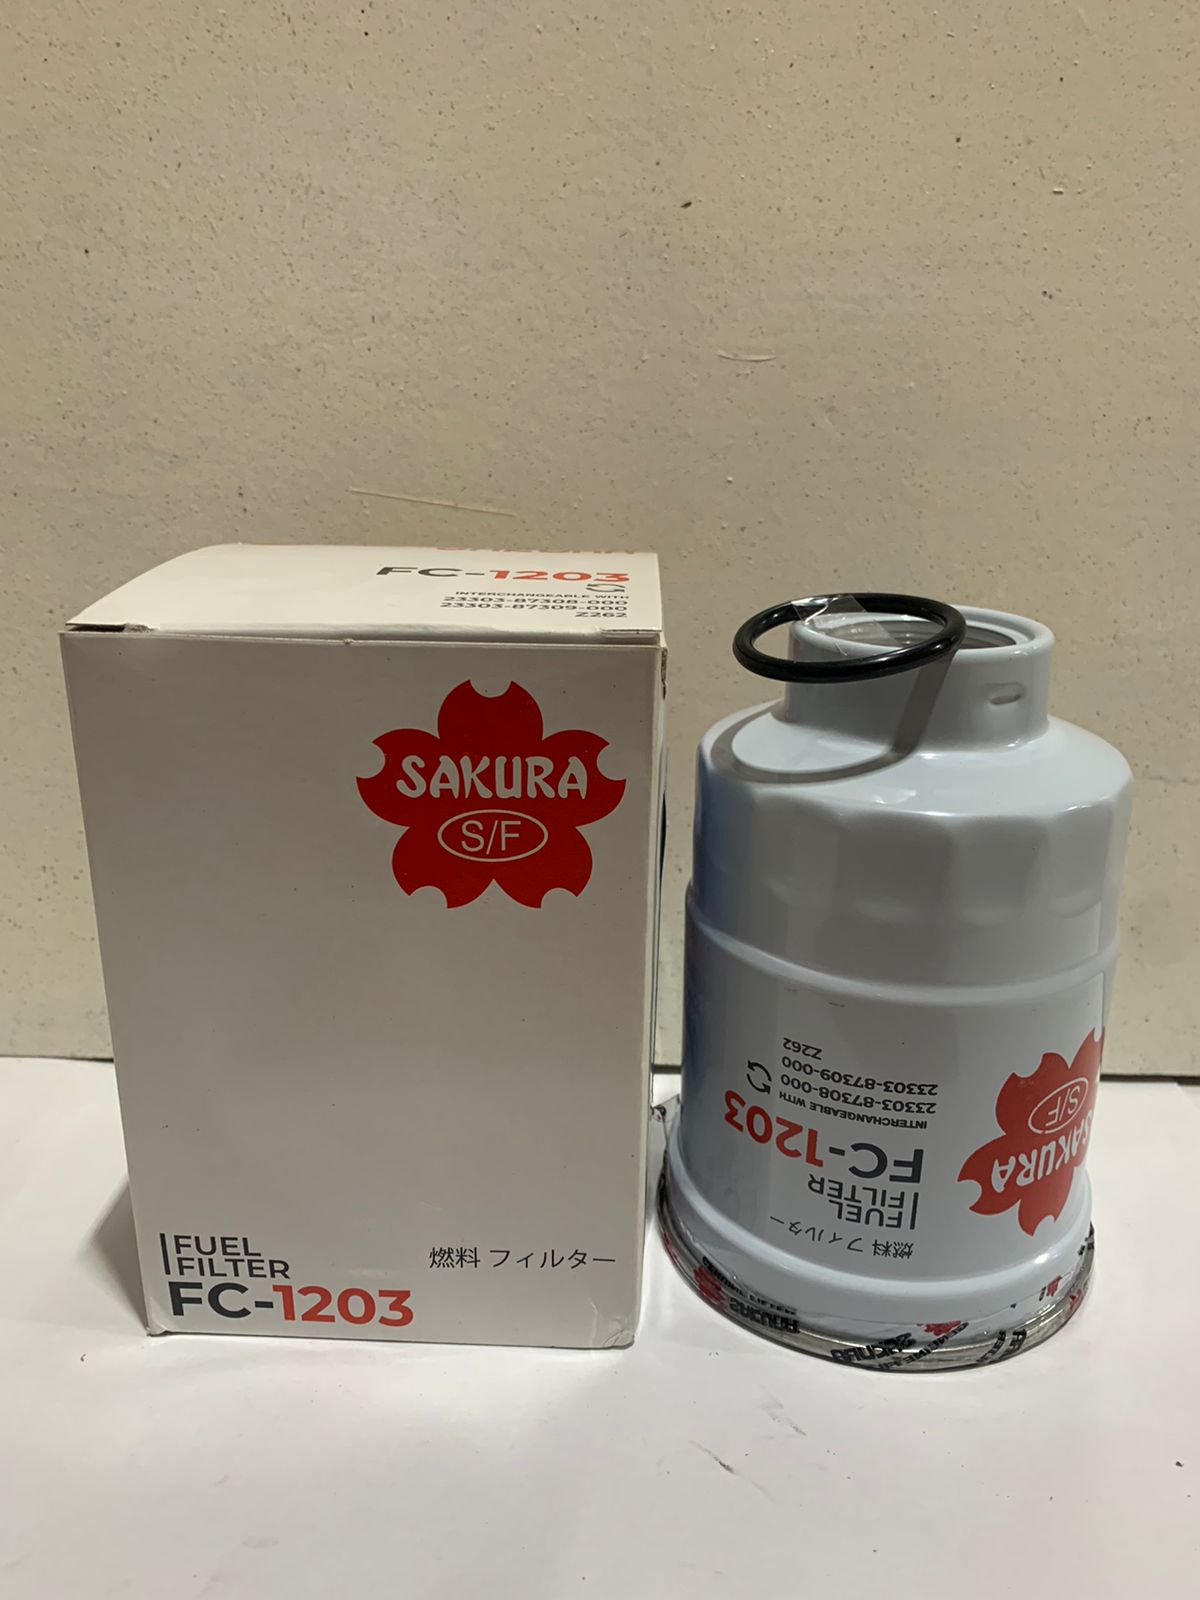 FC-1203
INTERCHANGEABLE WITH
23303-87308-000
23303-87309-000
Z262
SAKURA
S/F
FUEL
FILTER
FC-1203
燃料 フィルター
SAKURA
S/F
燃料 フィルター
FUEL
FILTER
FC-1203
INTERCHANGEABLE WITH
23303-87308-000
23303-87309-000
Z262